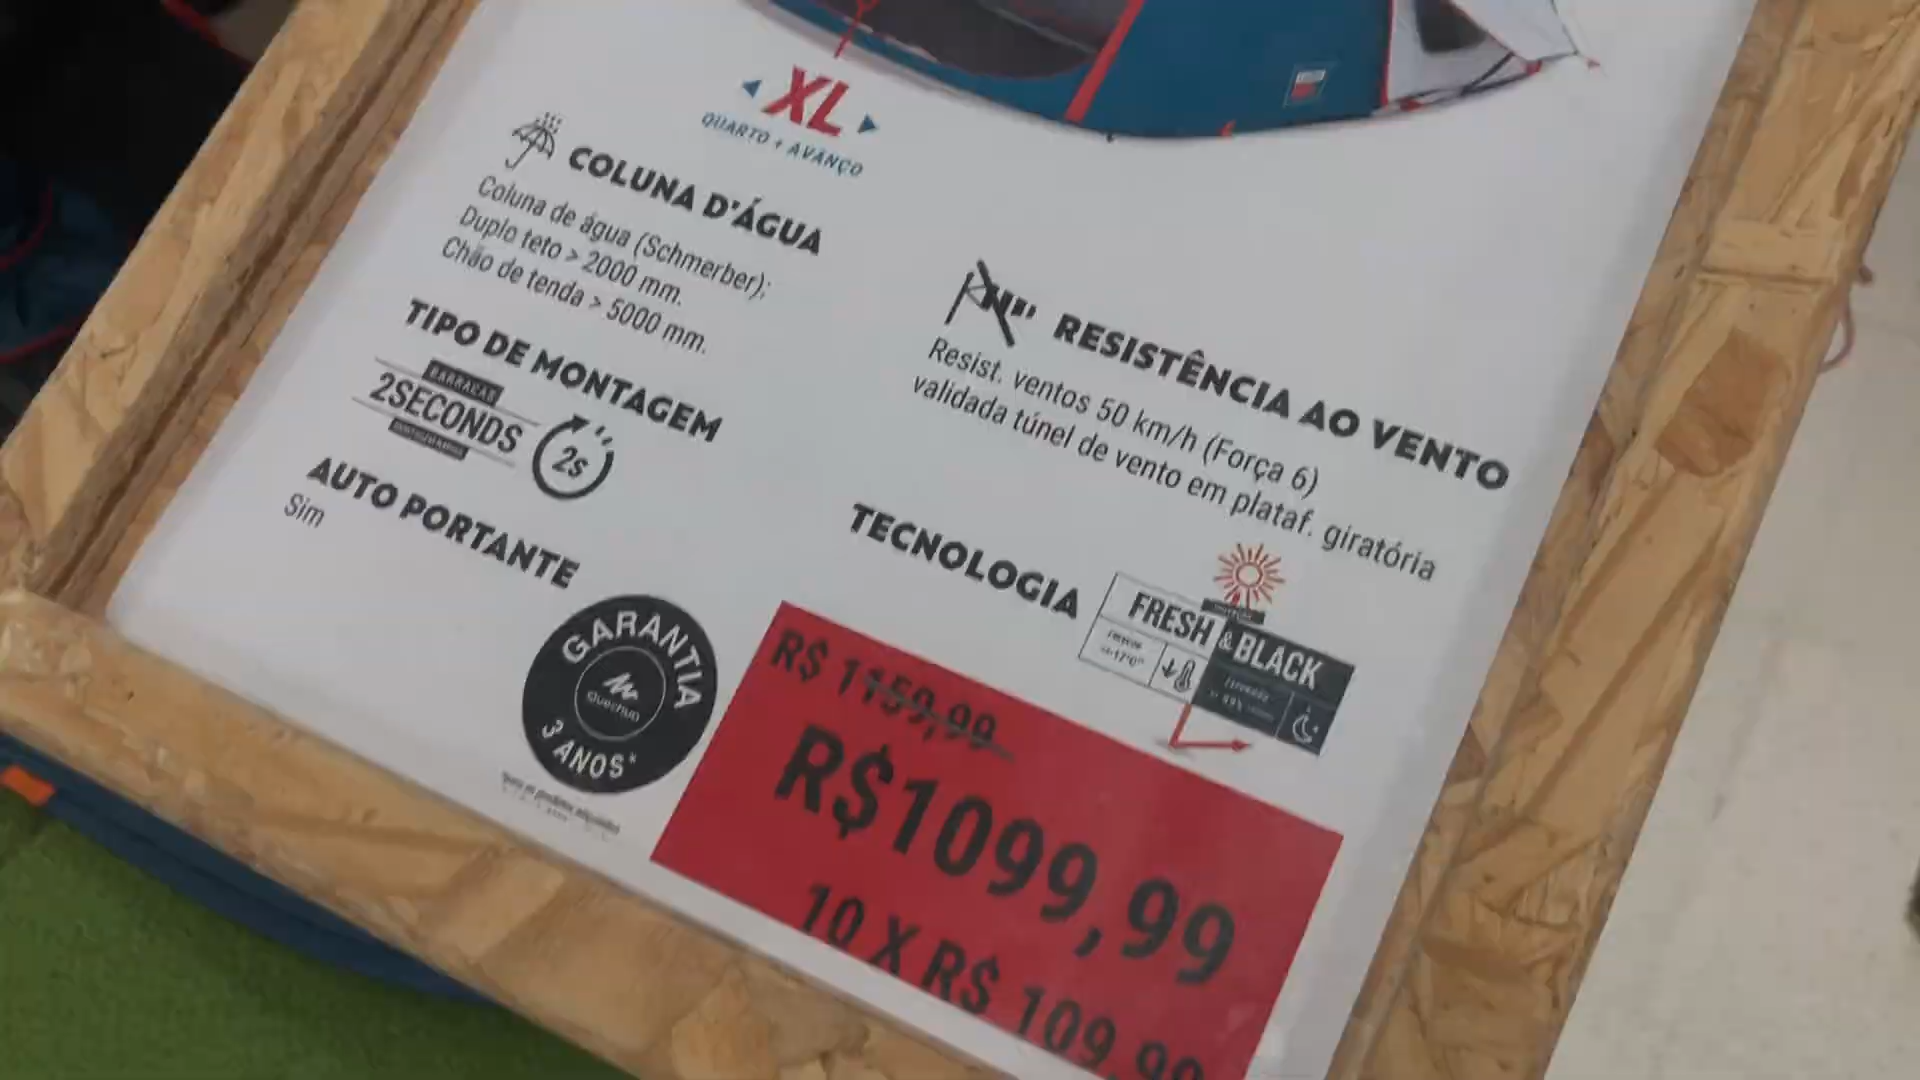 XL
QUARTO + AVANÇO
COLUNA D'ÁGUA
Coluna de água (Schmerber):
Duplo teto > 2000 mm.
Chão de tenda > 5000 mm.
TIPO DE MONTAGEM
BARRACAS
2SECONDS
2s
AUTO PORTANTE
Sim
RESISTÊNCIA AO VENTO
Resist. ventos 50 km/h (Força 6)
validada túnel de vento em plataf. giratória
TECNOLOGIA
FRESH & BLACK
GARANTIA
Quechua
3 ANOS*
R$ 1159,99
R$1099,99
10 X R$ 109,99